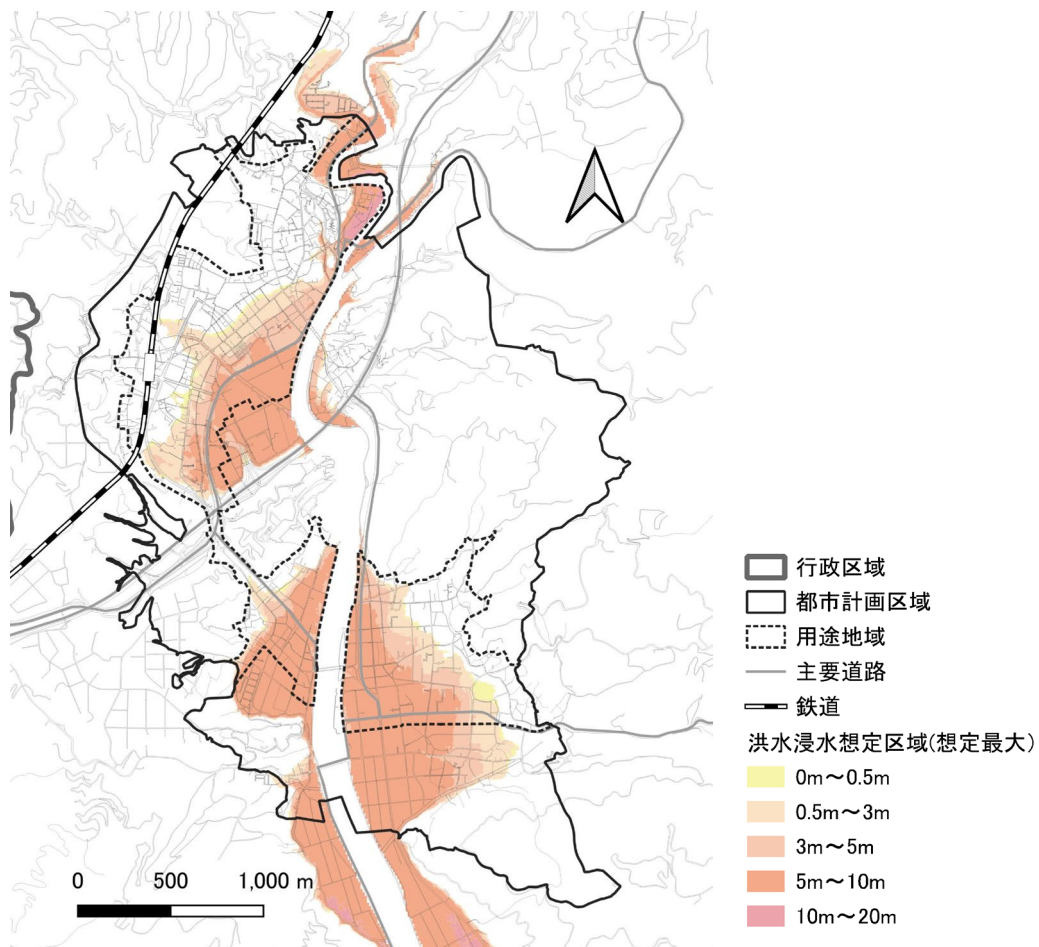 行政区域
都市計画区域
用途地域
主要道路
鉄道
洪水浸水想定区域(想定最大)
0m～0.5m
0.5m～3m
3m～5m
5m～10m
10m～20m
0 500 1,000 m